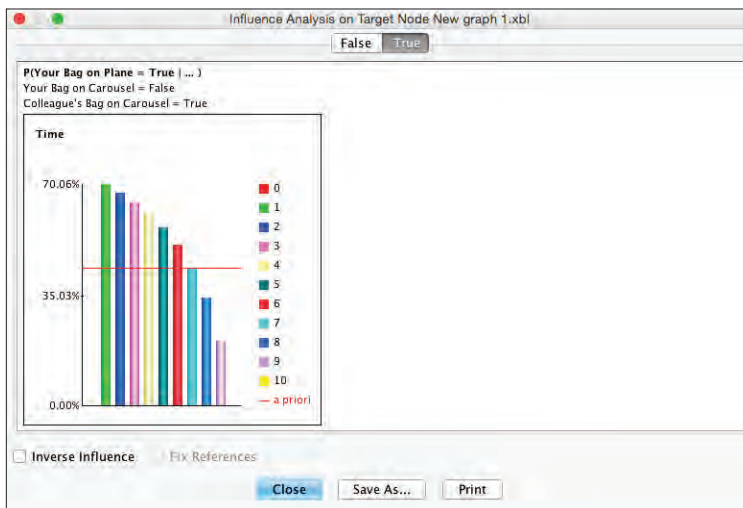 Influence Analysis on Target Node New graph 1.xbl
False True
P(Your Bag on Plane = True | ... )
Your Bag on Carousel = False
Colleague's Bag on Carousel = True
Time
70.06%
35.03%
0.00%
0
1
2
3
4
5
6
7
8
9
10
a priori
Inverse Influence Fix References
Close Save As... Print